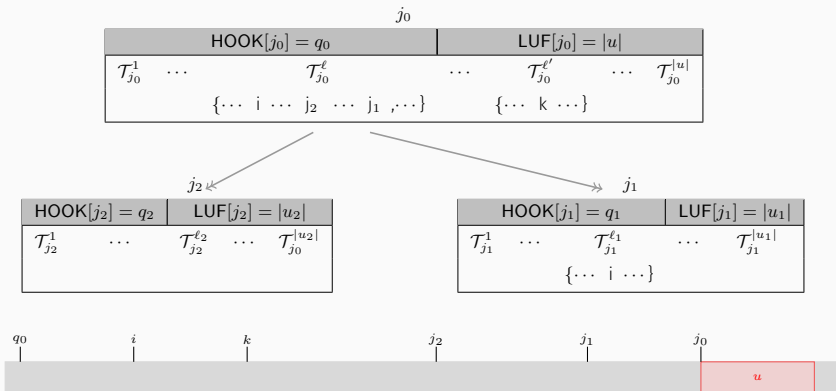 j₀
HOOK[j₀] = q₀ LUF[j₀] = |u|
𝒯_{j₀}^{1} ⋯ 𝒯_{j₀}^{ℓ} ⋯ 𝒯_{j₀}^{ℓ′} ⋯ 𝒯_{j₀}^{|u|}
{⋯ i ⋯ j₂ ⋯ j₁ ,⋯} {⋯ k ⋯}
j₂ j₁
HOOK[j₂] = q₂ LUF[j₂] = |u₂| HOOK[j₁] = q₁ LUF[j₁] = |u₁|
𝒯_{j₂}^{1} ⋯ 𝒯_{j₂}^{ℓ₂} ⋯ 𝒯_{j₀}^{|u₂|} 𝒯_{j₁}^{1} ⋯ 𝒯_{j₁}^{ℓ₁} ⋯ 𝒯_{j₁}^{|u₁|}
{⋯ i ⋯}
q₀ i k j₂ j₁ j₀
u